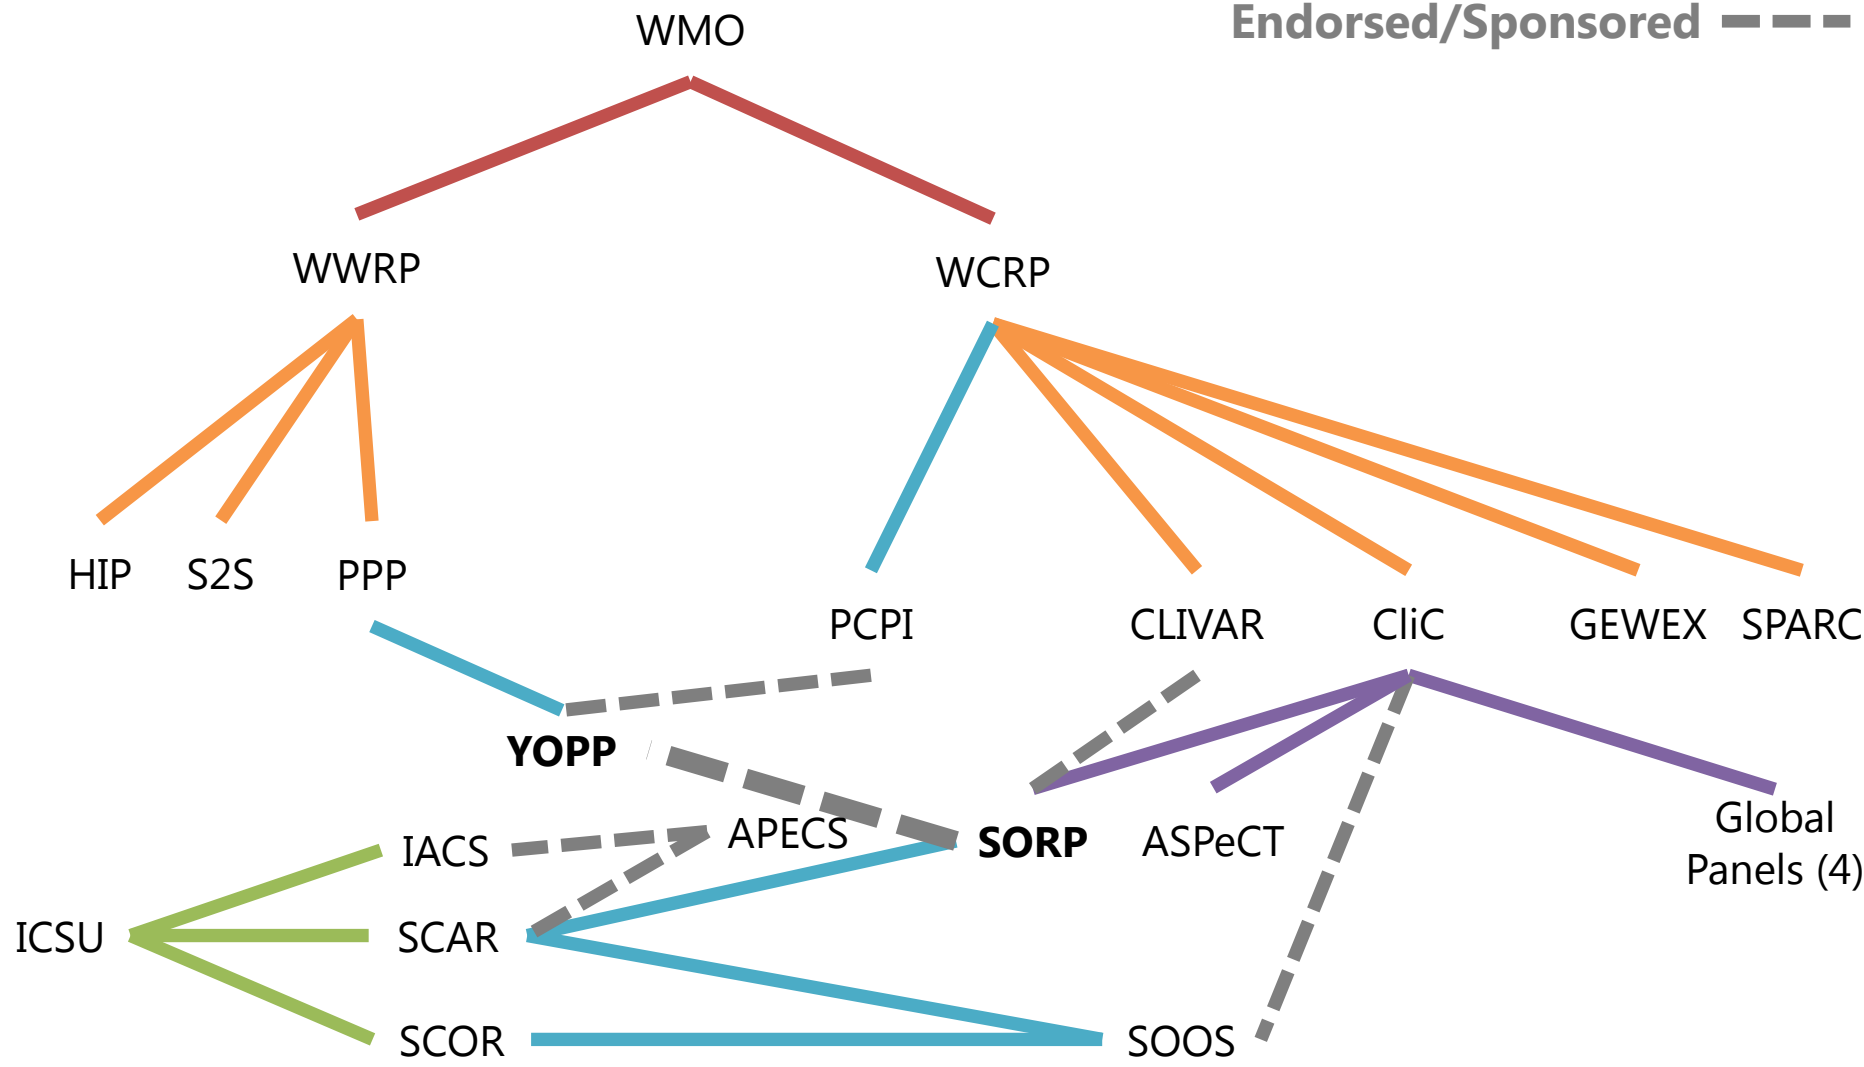 WMO
Endorsed/Sponsored
WWRP
WCRP
HIP
S2S
PPP
PCPI
CLIVAR
CliC
GEWEX
SPARC
YOPP
IACS
APECS
SORP
ASPeCT
Global
Panels (4)
ICSU
SCAR
SCOR
SOOS